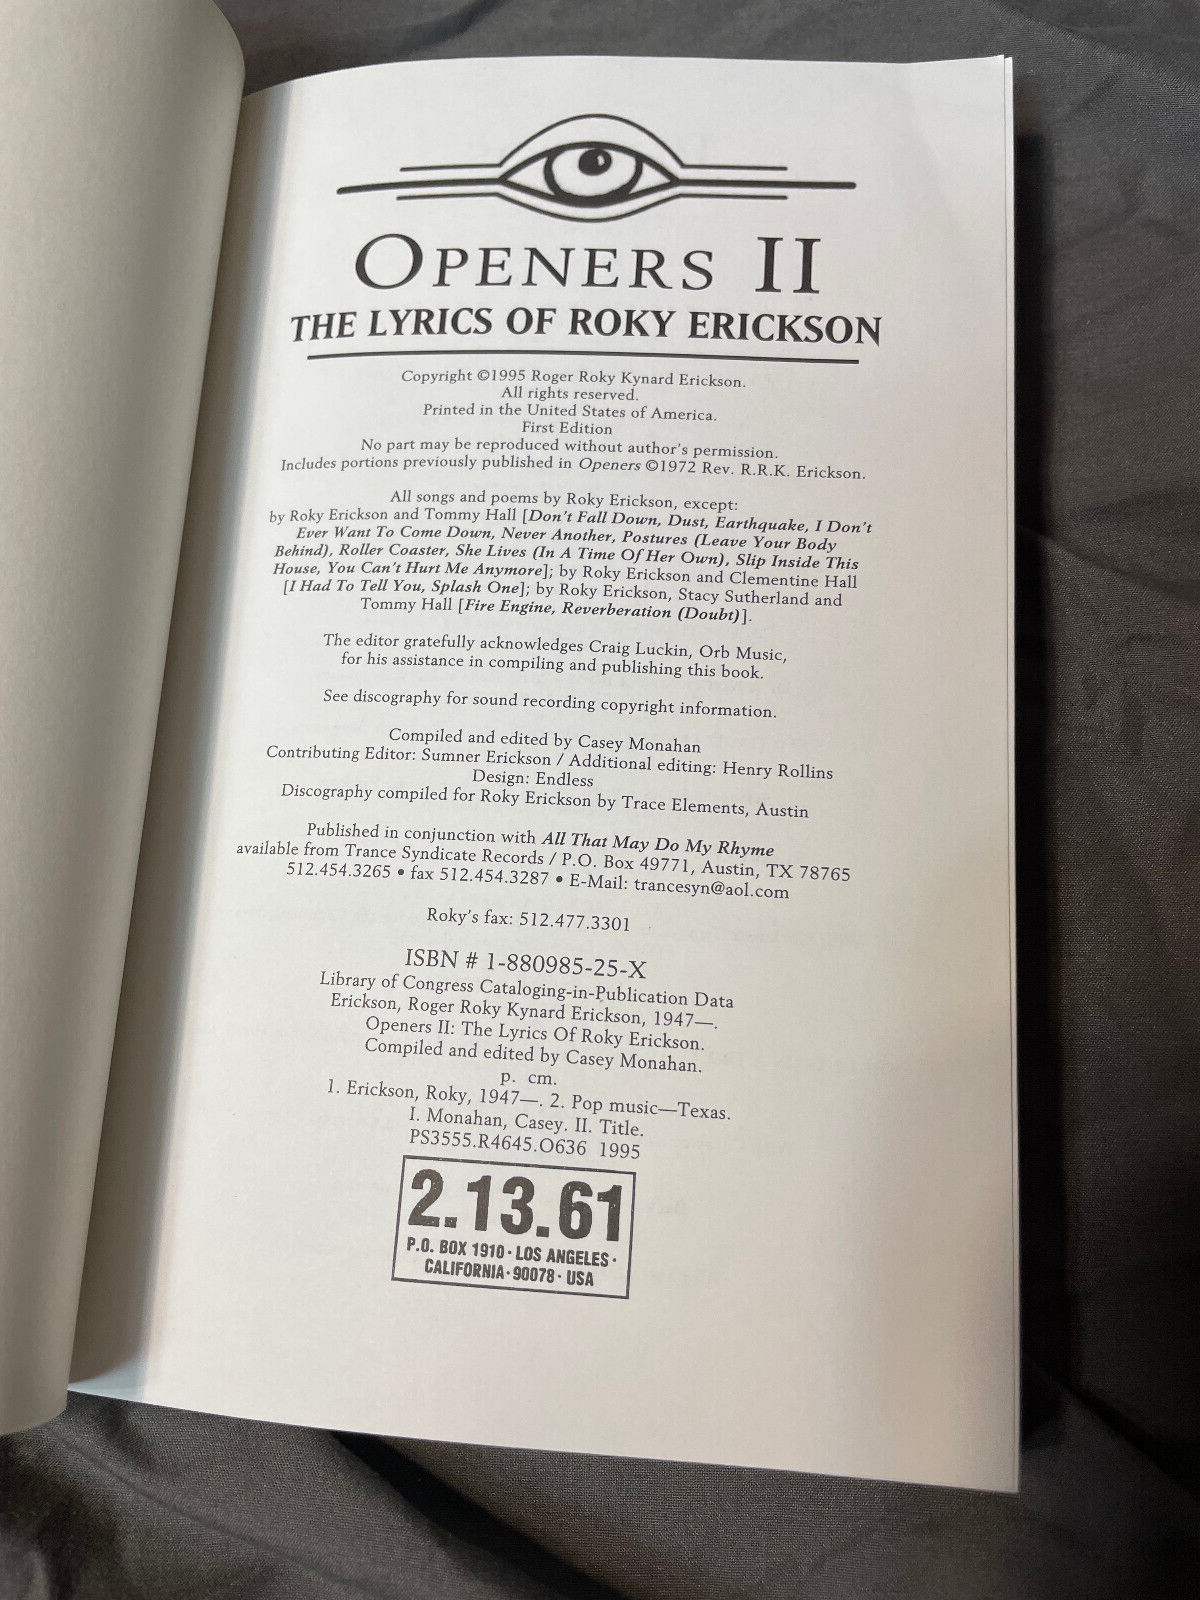 OPENERS II
THE LYRICS OF ROKY ERICKSON
Copyright ©1995 Roger Roky Kynard Erickson.
All rights reserved.
Printed in the United States of America.
First Edition
No part may be reproduced without author's permission.
Includes portions previously published in Openers ©1972 Rev. R.R.K. Erickson.
All songs and poems by Roky Erickson, except:
by Roky Erickson and Tommy Hall [Don't Fall Down, Dust, Earthquake, I Don't
Ever Want To Come Down, Never Another, Postures (Leave Your Body
Behind), Roller Coaster, She Lives (In A Time Of Her Own), Slip Inside This
House, You Can't Hurt Me Anymore]; by Roky Erickson and Clementine Hall
[I Had To Tell You, Splash One]; by Roky Erickson, Stacy Sutherland and
Tommy Hall [Fire Engine, Reverberation (Doubt)].
The editor gratefully acknowledges Craig Luckin, Orb Music,
for his assistance in compiling and publishing this book.
See discography for sound recording copyright information.
Compiled and edited by Casey Monahan
Contributing Editor: Sumner Erickson / Additional editing: Henry Rollins
Design: Endless
Discography compiled for Roky Erickson by Trace Elements, Austin
Published in conjunction with All That May Do My Rhyme
available from Trance Syndicate Records / P.O. Box 49771, Austin, TX 78765
512.454.3265 • fax 512.454.3287 • E-Mail: trancesyn@aol.com
Roky's fax: 512.477.3301
ISBN # 1-880985-25-X
Library of Congress Cataloging-in-Publication Data
Erickson, Roger Roky Kynard Erickson, 1947—.
Openers II: The Lyrics Of Roky Erickson.
Compiled and edited by Casey Monahan.
p. cm.
1. Erickson, Roky, 1947—. 2. Pop music—Texas.
I. Monahan, Casey. II. Title.
PS3555.R4645.O636 1995
2.13.61
P.O. BOX 1910 · LOS ANGELES ·
CALIFORNIA · 90078 · USA